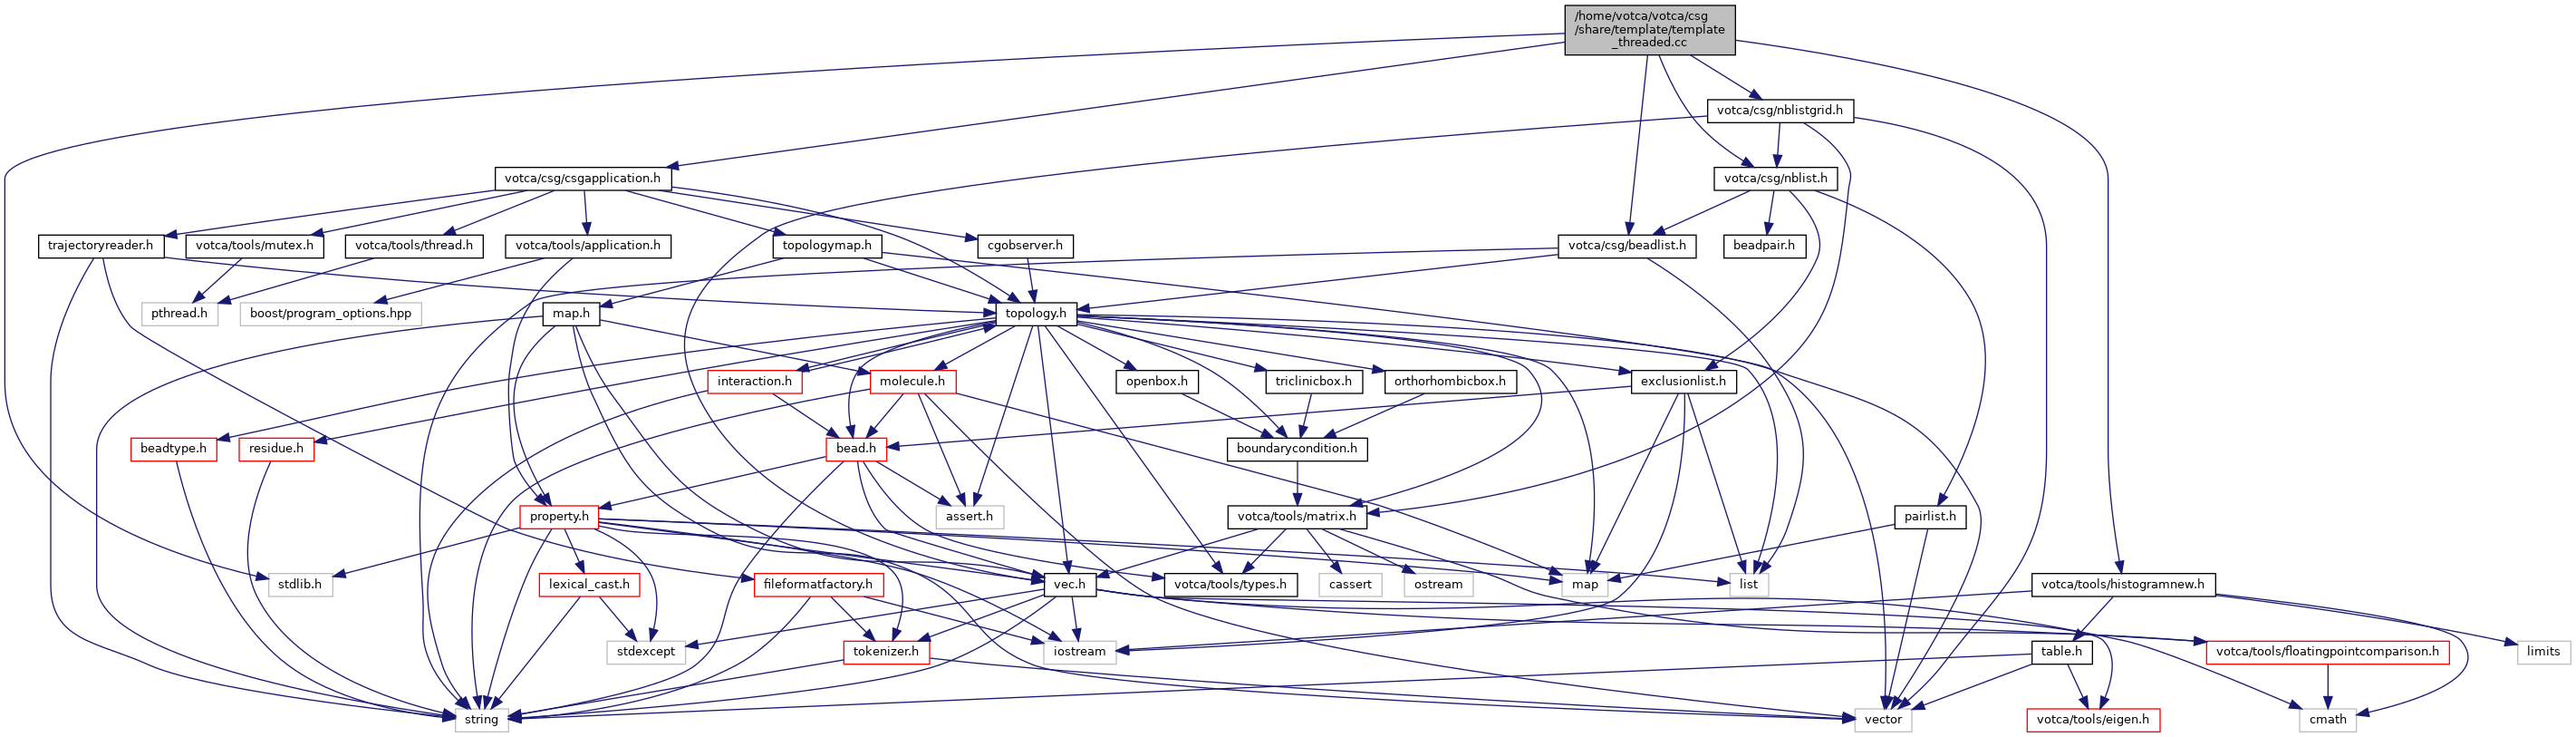 /home/votca/votca/csg
/share/template/template
_threaded.cc
votca/csg/nblistgrid.h
votca/csg/csgapplication.h
votca/csg/nblist.h
trajectoryreader.h
votca/tools/mutex.h
votca/tools/thread.h
votca/tools/application.h
topologymap.h
cgobserver.h
votca/csg/beadlist.h
beadpair.h
pthread.h
boost/program_options.hpp
map.h
topology.h
interaction.h
molecule.h
openbox.h
triclinicbox.h
orthorhombicbox.h
exclusionlist.h
beadtype.h
residue.h
bead.h
boundarycondition.h
property.h
assert.h
votca/tools/matrix.h
pairlist.h
stdlib.h
lexical_cast.h
fileformatfactory.h
vec.h
votca/tools/types.h
cassert
ostream
map
list
votca/tools/histogramnew.h
stdexcept
tokenizer.h
iostream
table.h
votca/tools/floatingpointcomparison.h
limits
string
vector
votca/tools/eigen.h
cmath